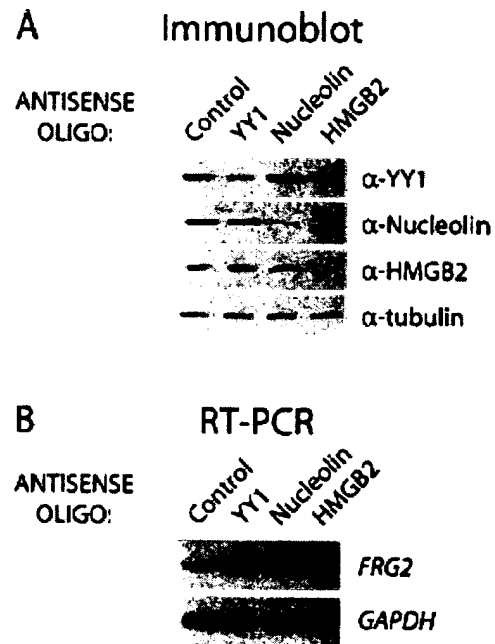 A Immunoblot
ANTISENSE
OLIGO:
Control
YY1
Nucleolin
HMGB2
α-YY1
α-Nucleolin
α-HMGB2
α-tubulin
B RT-PCR
ANTISENSE
OLIGO:
Control
YY1
Nucleolin
HMGB2
FRG2
GAPDH